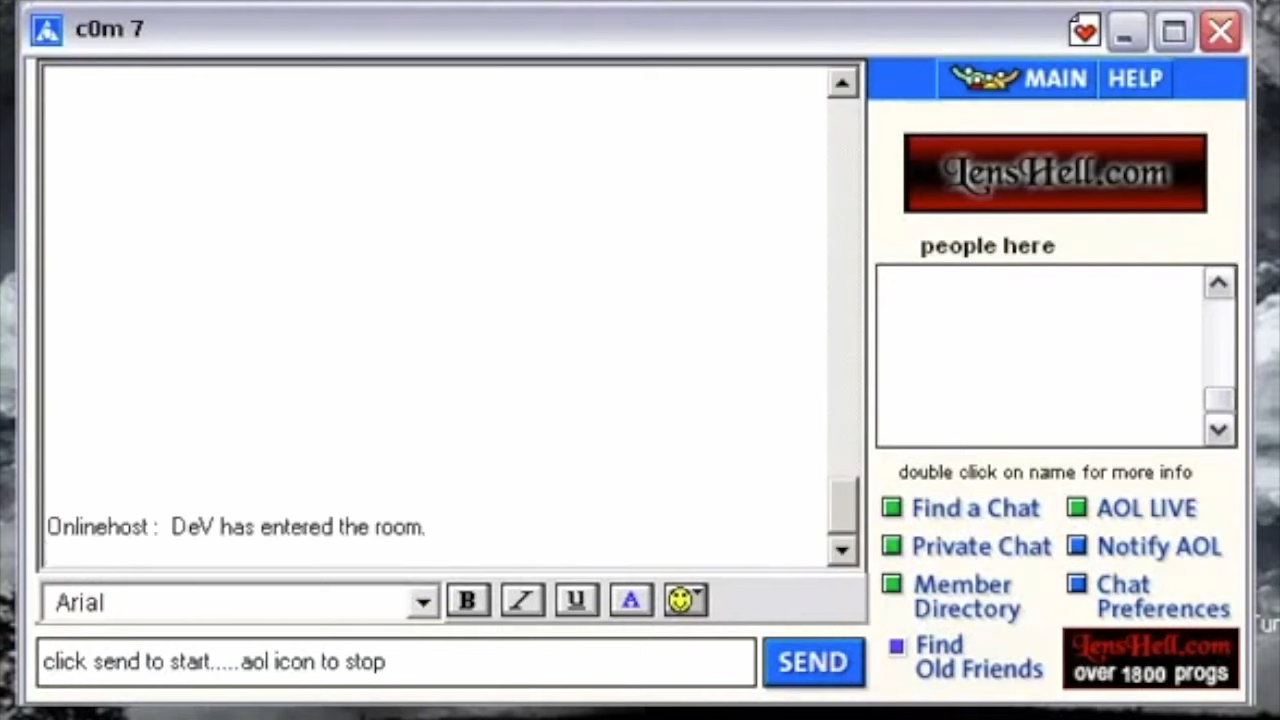 c0m 7
MAIN HELP
LensHell.com
people here
double click on name for more info
Find a Chat
AOL LIVE
Private Chat
Notify AOL
Member
Directory
Chat
Preferences
Find
Old Friends
LensHell.com
over 1800 progs
Onlinehost : DeV has entered the room.
Arial
B I U A
click send to start.....aol icon to stop
SEND